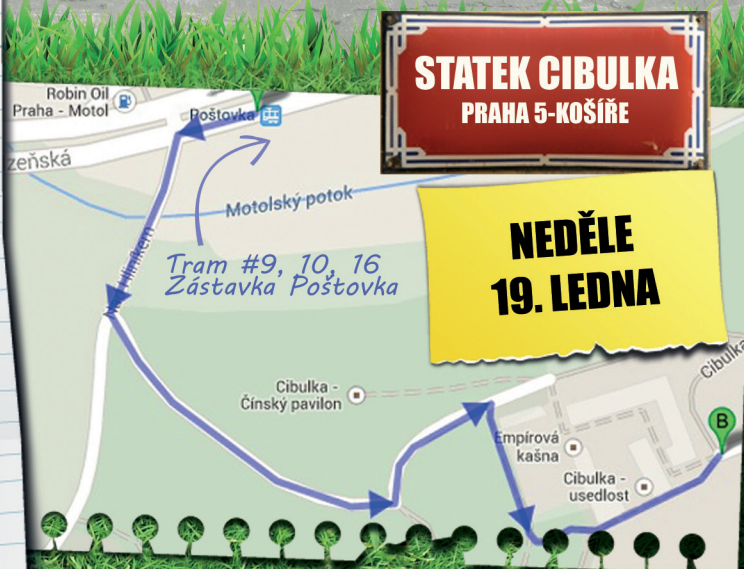 STATEK CIBULKA
PRAHA 5-KOŠÍŘE
Robin Oil
Praha - Motol
Poštovka
zeňská
Motolský potok
NEDĚLE
19. LEDNA
Tram #9, 10, 16
Zástavka Poštovka
Cibulka -
Čínský pavilon
Cibulka
B
Empírová
kašna
Cibulka -
usedlost